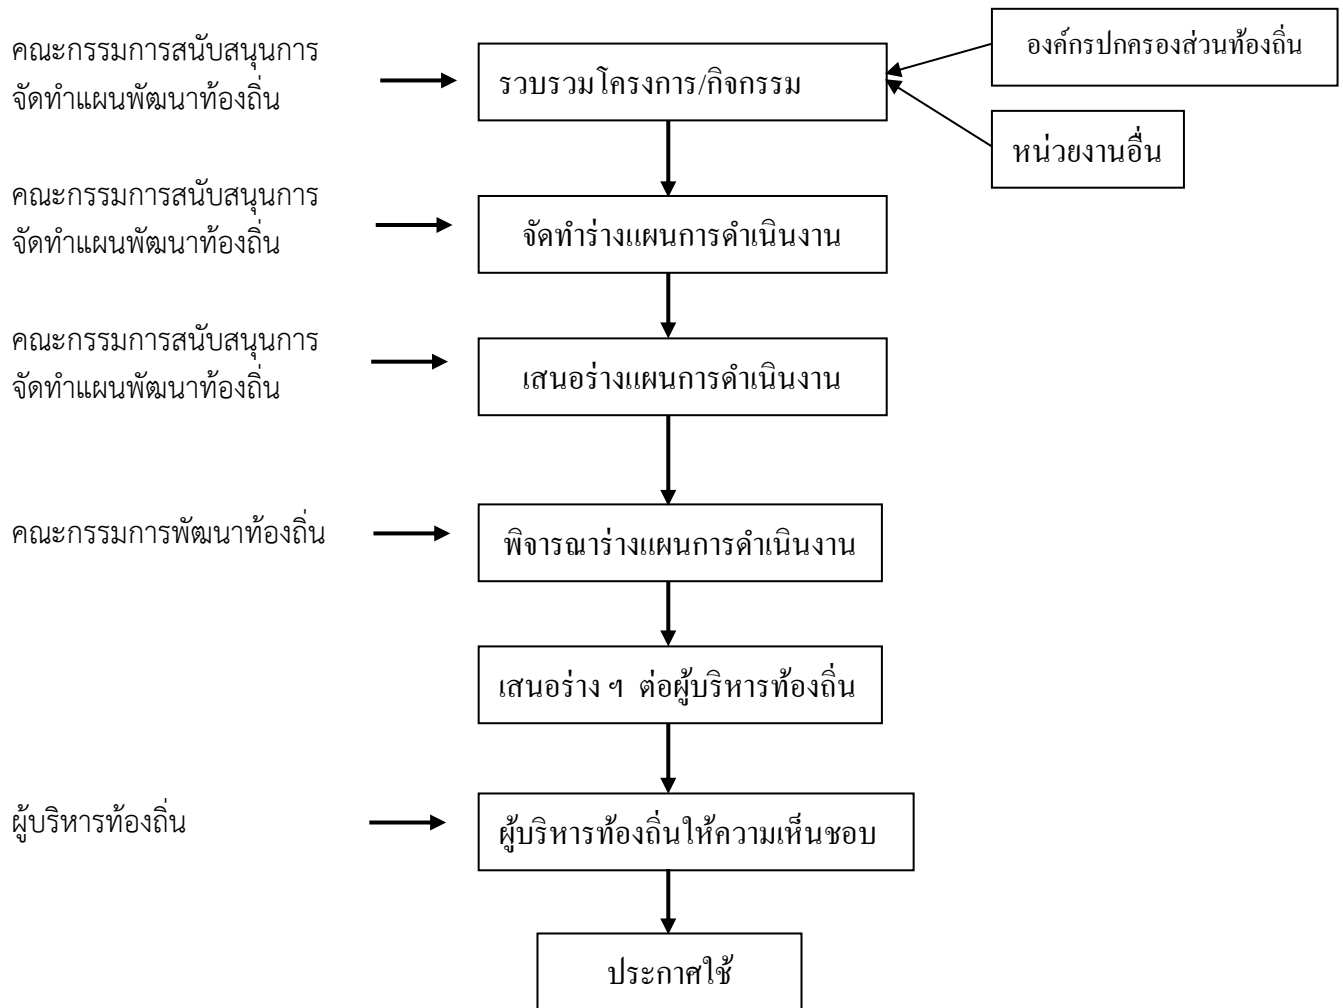 คณะกรรมการสนับสนุนการ
จัดทำแผนพัฒนาท้องถิ่น
รวบรวมโครงการ/กิจกรรม
องค์กรปกครองส่วนท้องถิ่น
หน่วยงานอื่น
คณะกรรมการสนับสนุนการ
จัดทำแผนพัฒนาท้องถิ่น
จัดทำร่างแผนการดำเนินงาน
คณะกรรมการสนับสนุนการ
จัดทำแผนพัฒนาท้องถิ่น
เสนอร่างแผนการดำเนินงาน
คณะกรรมการพัฒนาท้องถิ่น
พิจารณาร่างแผนการดำเนินงาน
เสนอร่าง ฯ ต่อผู้บริหารท้องถิ่น
ผู้บริหารท้องถิ่น
ผู้บริหารท้องถิ่นให้ความเห็นชอบ
ประกาศใช้